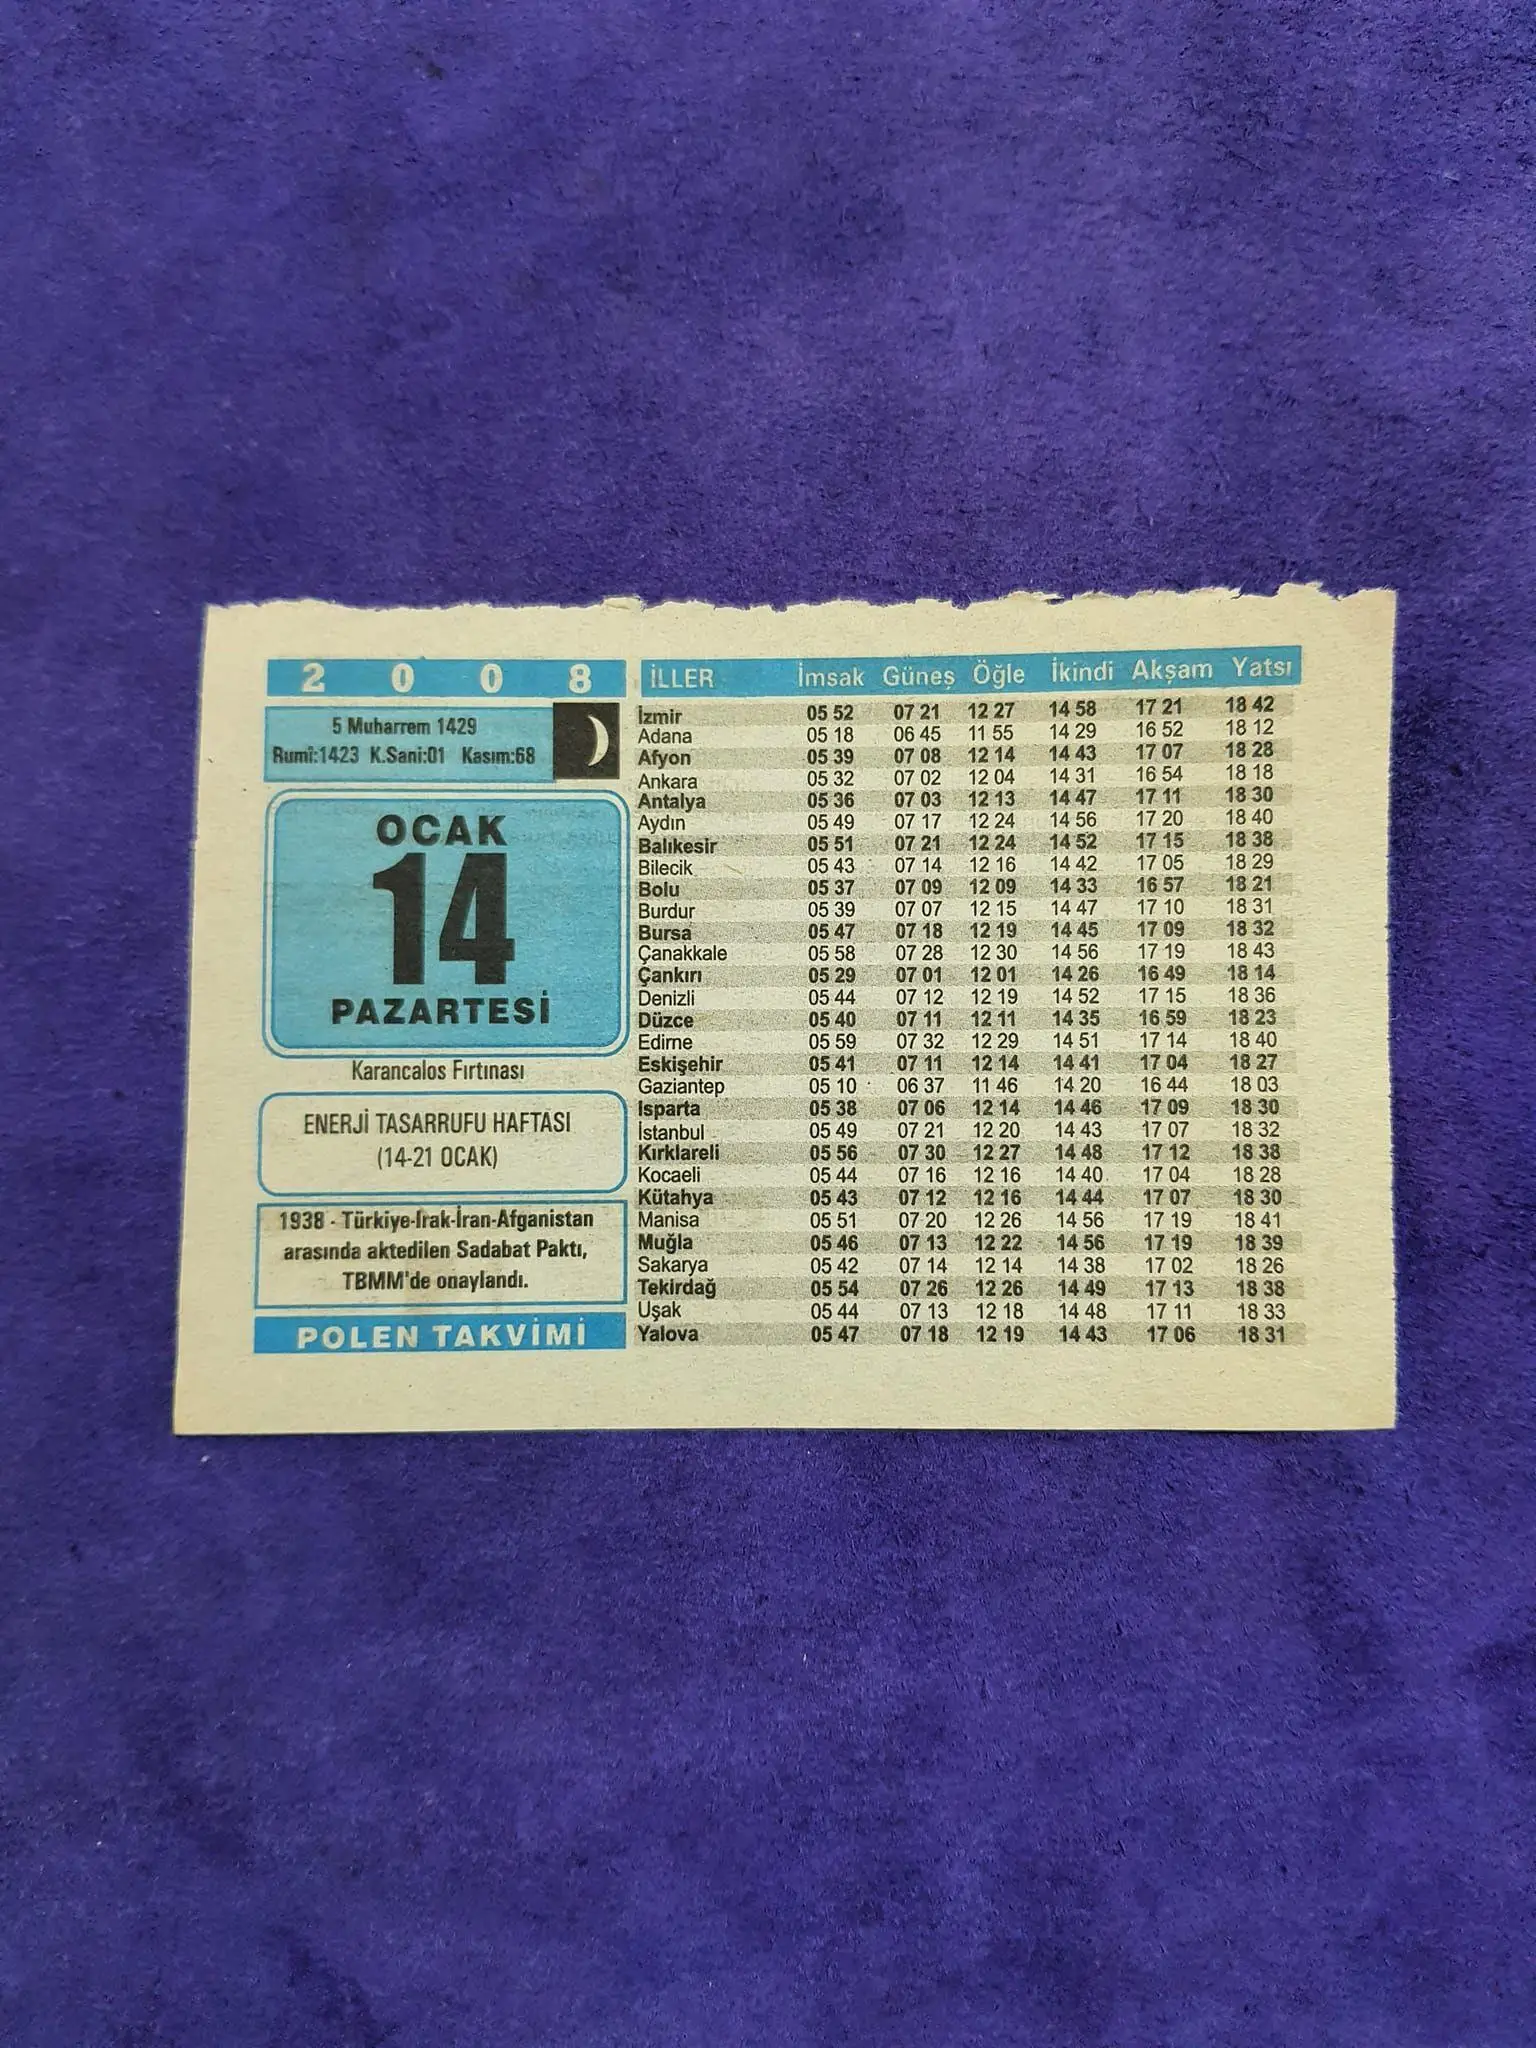 2 0 0 8
5 Muharrem 1429
Rumî:1423 K.Sani:01 Kasım:68
OCAK
14
PAZARTESİ
Karancalos Fırtınası
ENERJİ TASARRUFU HAFTASI
(14-21 OCAK)
1938 - Türkiye-Irak-İran-Afganistan
arasında aktedilen Sadabat Paktı,
TBMM'de onaylandı.
POLEN TAKVİMİ
İLLER İmsak Güneş Öğle İkindi Akşam Yatsı
İzmir 05 52 07 21 12 27 14 58 17 21 18 42
Adana 05 18 06 45 11 55 14 29 16 52 18 12
Afyon 05 39 07 08 12 14 14 43 17 07 18 28
Ankara 05 32 07 02 12 04 14 31 16 54 18 18
Antalya 05 36 07 03 12 13 14 47 17 11 18 30
Aydın 05 49 07 17 12 24 14 56 17 20 18 40
Balıkesir 05 51 07 21 12 24 14 52 17 15 18 38
Bilecik 05 43 07 14 12 16 14 42 17 05 18 29
Bolu 05 37 07 09 12 09 14 33 16 57 18 21
Burdur 05 39 07 07 12 15 14 47 17 10 18 31
Bursa 05 47 07 18 12 19 14 45 17 09 18 32
Çanakkale 05 58 07 28 12 30 14 56 17 19 18 43
Çankırı 05 29 07 01 12 01 14 26 16 49 18 14
Denizli 05 44 07 12 12 19 14 52 17 15 18 36
Düzce 05 40 07 11 12 11 14 35 16 59 18 23
Edirne 05 59 07 32 12 29 14 51 17 14 18 40
Eskişehir 05 41 07 11 12 14 14 41 17 04 18 27
Gaziantep 05 10 06 37 11 46 14 20 16 44 18 03
Isparta 05 38 07 06 12 14 14 46 17 09 18 30
İstanbul 05 49 07 21 12 20 14 43 17 07 18 32
Kırklareli 05 56 07 30 12 27 14 48 17 12 18 38
Kocaeli 05 44 07 16 12 16 14 40 17 04 18 28
Kütahya 05 43 07 12 12 16 14 44 17 07 18 30
Manisa 05 51 07 20 12 26 14 56 17 19 18 41
Muğla 05 46 07 13 12 22 14 56 17 19 18 39
Sakarya 05 42 07 14 12 14 14 38 17 02 18 26
Tekirdağ 05 54 07 26 12 26 14 49 17 13 18 38
Uşak 05 44 07 13 12 18 14 48 17 11 18 33
Yalova 05 47 07 18 12 19 14 43 17 06 18 31